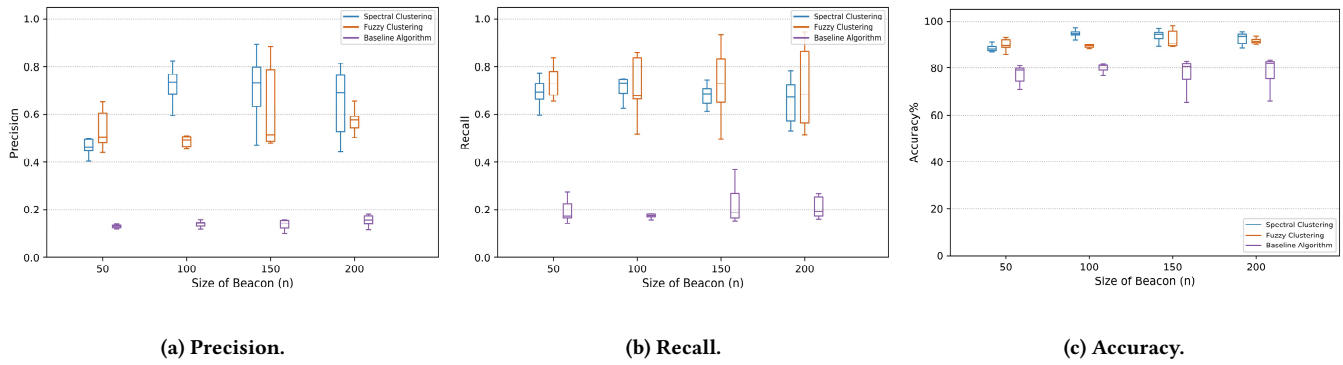 1.0
0.8
0.6
0.4
0.2
0.0
Precision
50 100 150 200
Size of Beacon (n)
Spectral Clustering
Fuzzy Clustering
Baseline Algorithm
(a) Precision.
1.0
0.8
0.6
0.4
0.2
0.0
Recall
50 100 150 200
Size of Beacon (n)
Spectral Clustering
Fuzzy Clustering
Baseline Algorithm
(b) Recall.
100
80
60
40
20
0
Accuracy%
50 100 150 200
Size of Beacon (n)
Spectral Clustering
Fuzzy Clustering
Baseline Algorithm
(c) Accuracy.